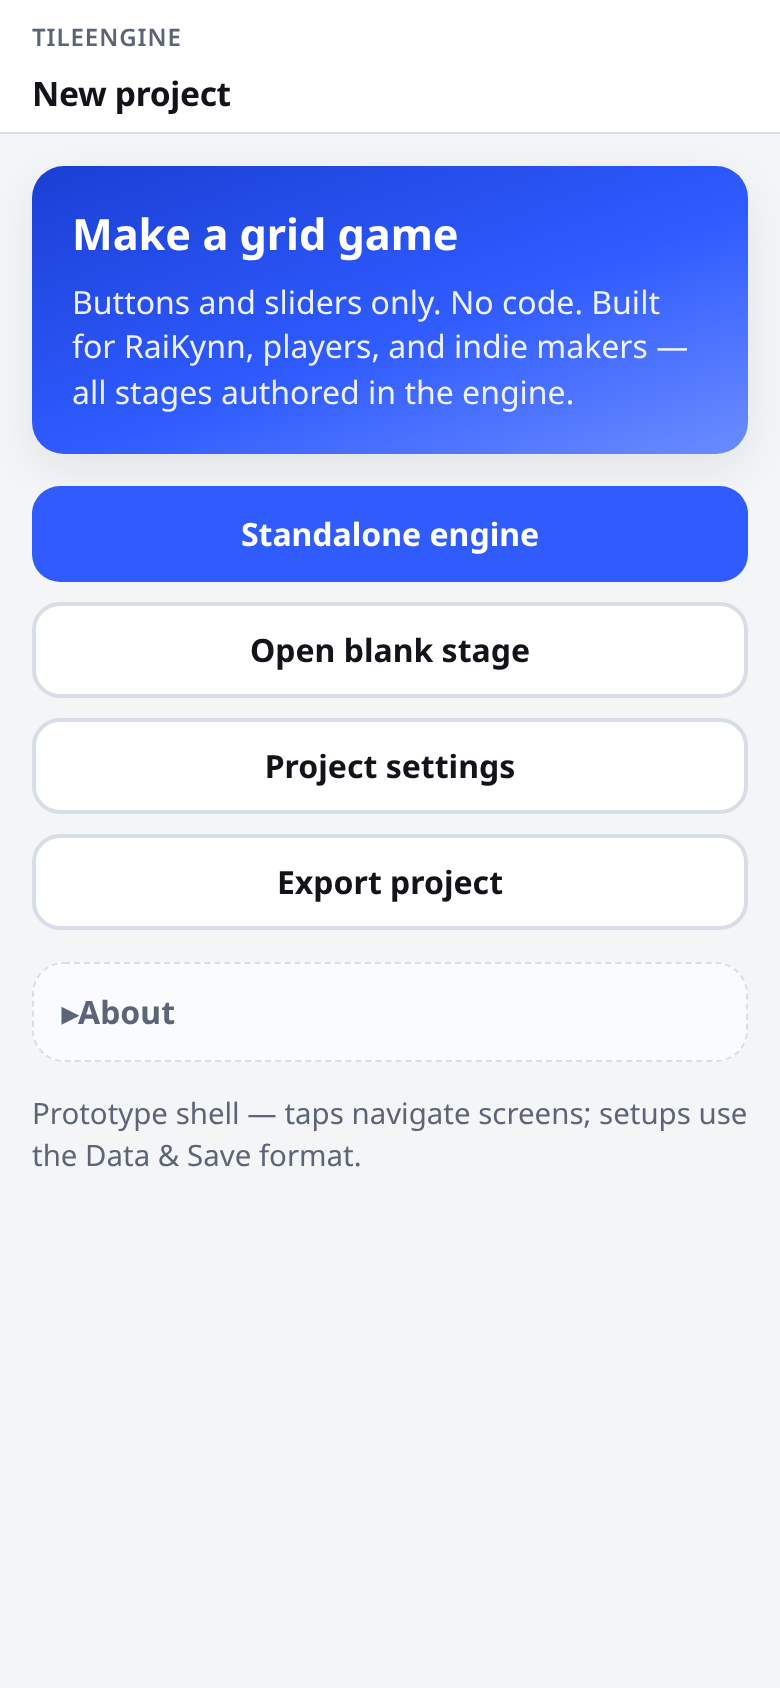 TILEENGINE
New project
Make a grid game
Buttons and sliders only. No code. Built
for RaiKynn, players, and indie makers —
all stages authored in the engine.
Standalone engine
Open blank stage
Project settings
Export project
▸About
Prototype shell — taps navigate screens; setups use
the Data & Save format.